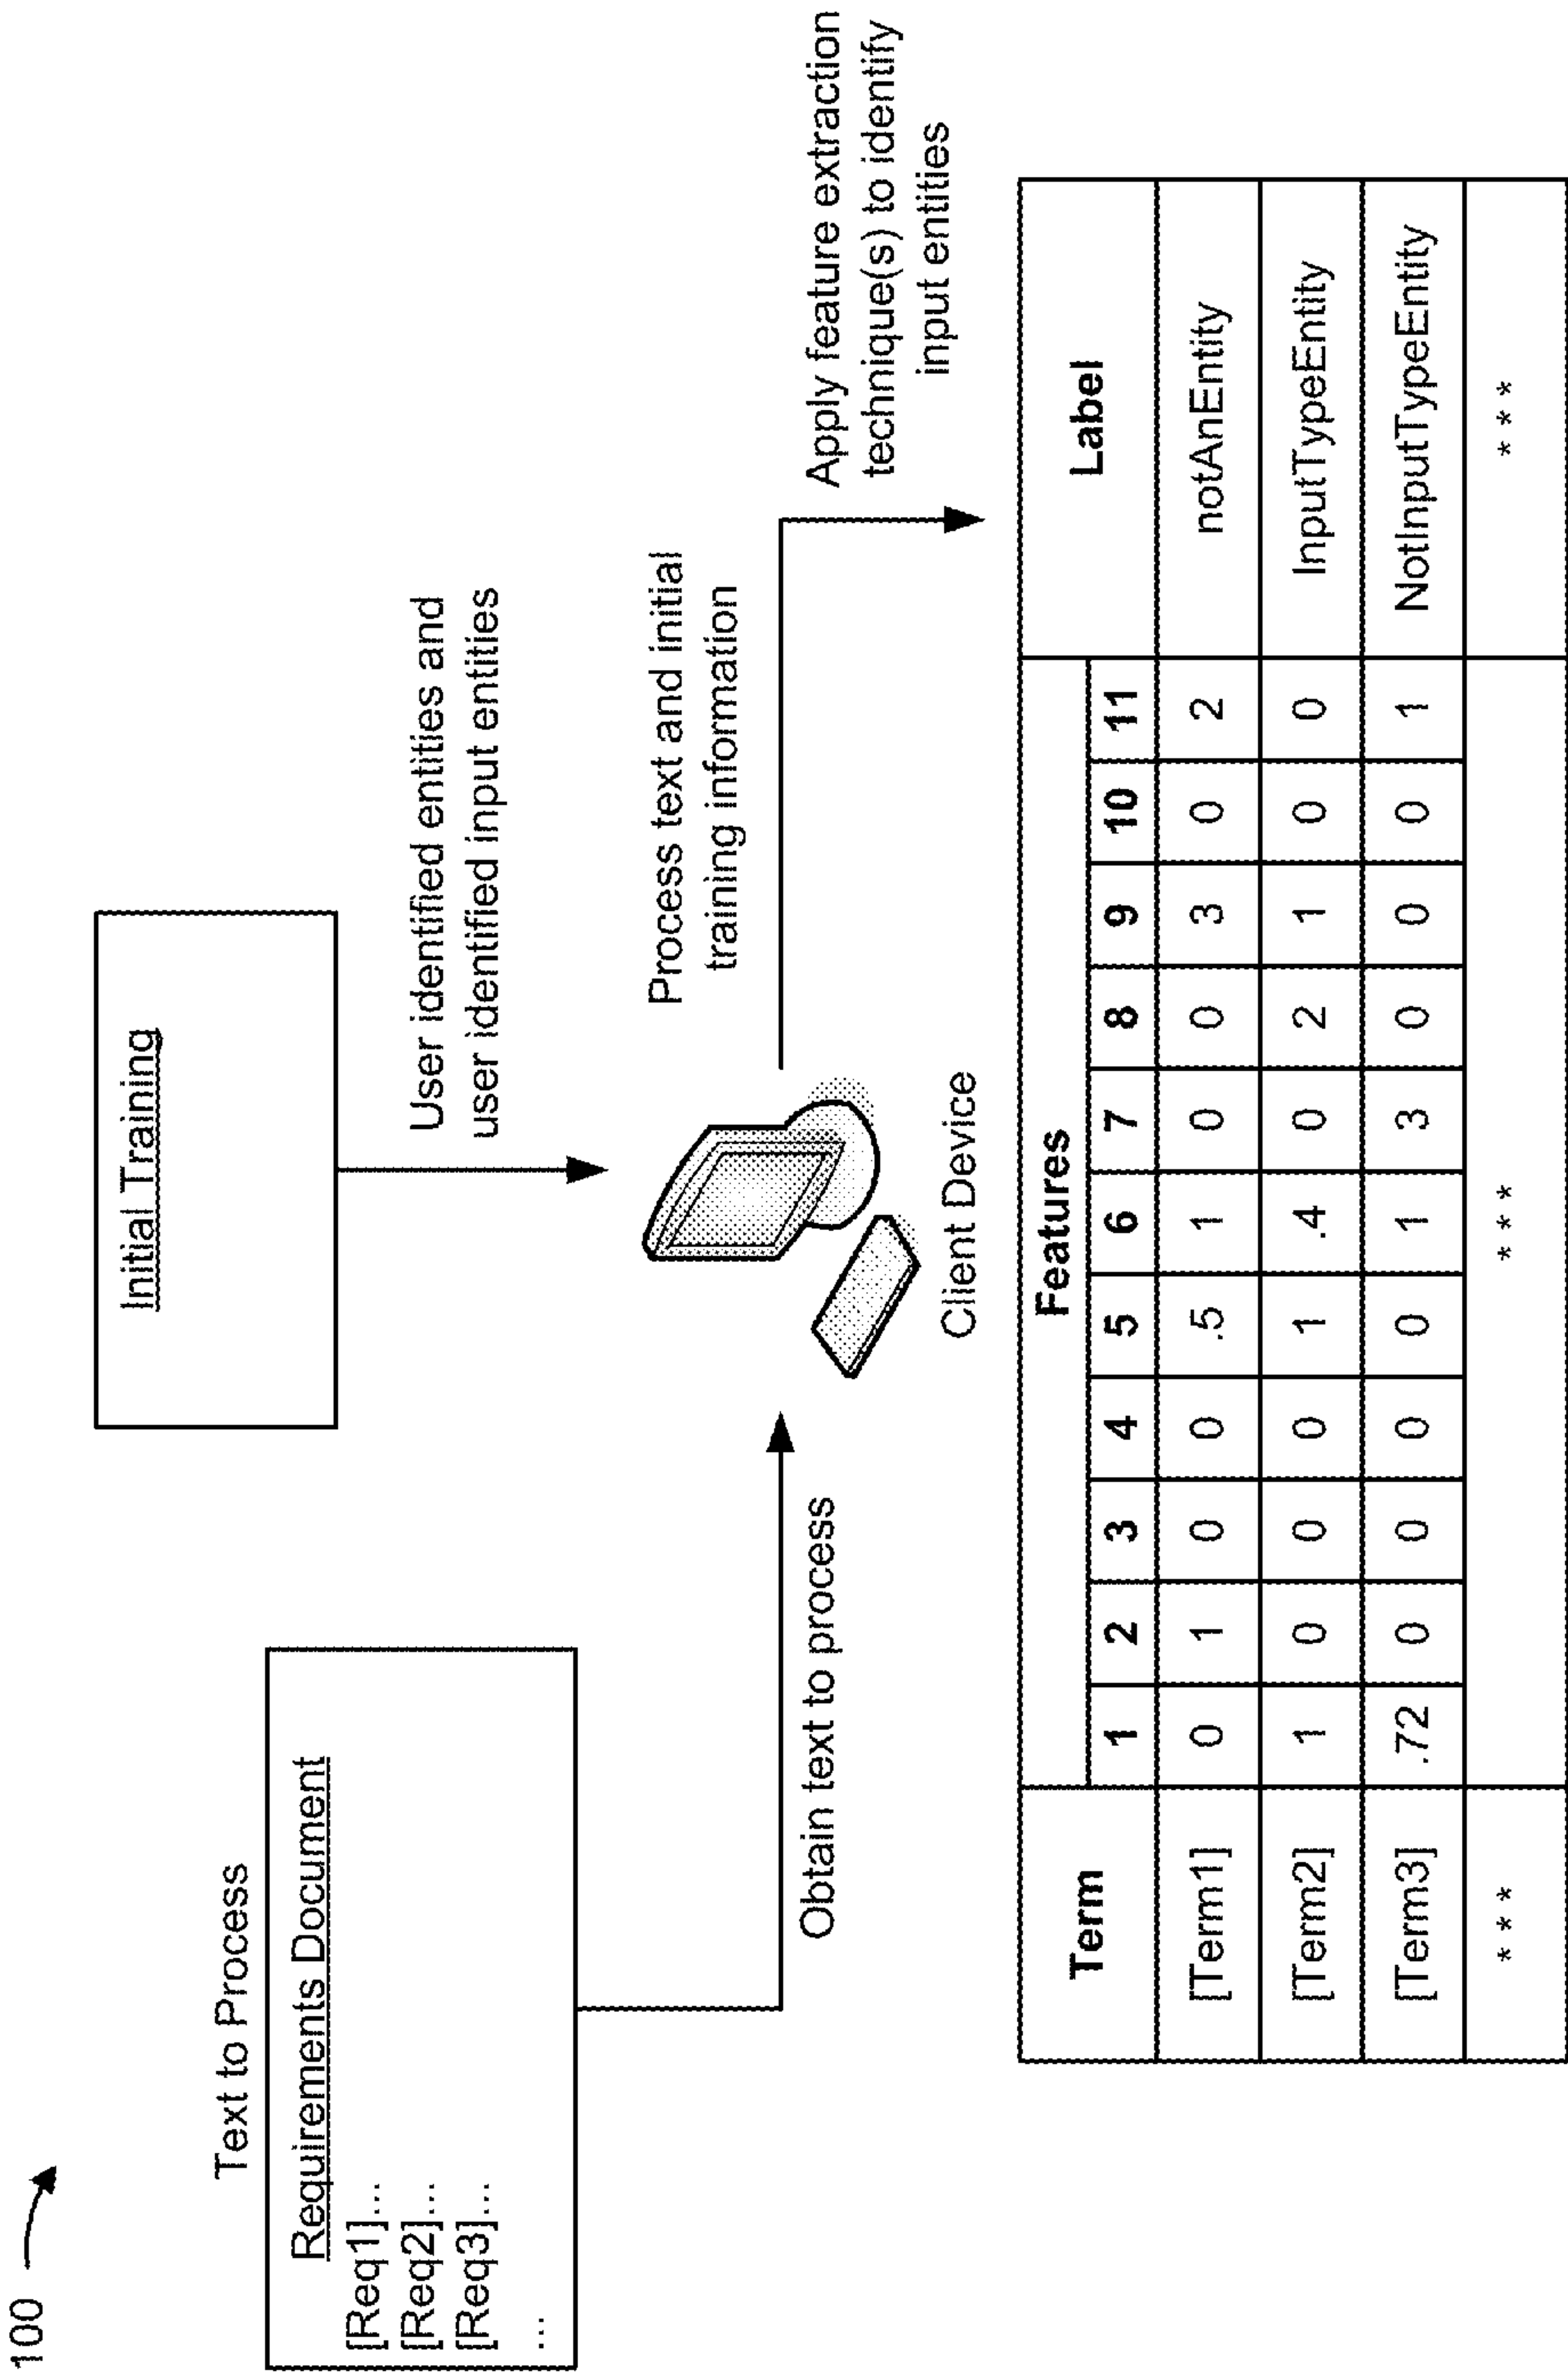 100
Text to Process
Requirements Document
[Req1]...
[Req2]...
[Req3]...
...
Initial Training
User identified entities and
user identified input entities
Obtain text to process
Client Device
Process text and initial
training information
Apply feature extraction
technique(s) to identify
input entities
Term Features Label
1 2 3 4 5 6 7 8 9 10 11
[Term1] 0 1 0 0 .5 1 0 0 3 0 2 notAnEntity
[Term2] 1 0 0 0 1 .4 0 2 1 0 0 InputTypeEntity
[Term3] .72 0 0 0 0 1 3 0 0 0 1 NotInputTypeEntity
*** *** ***